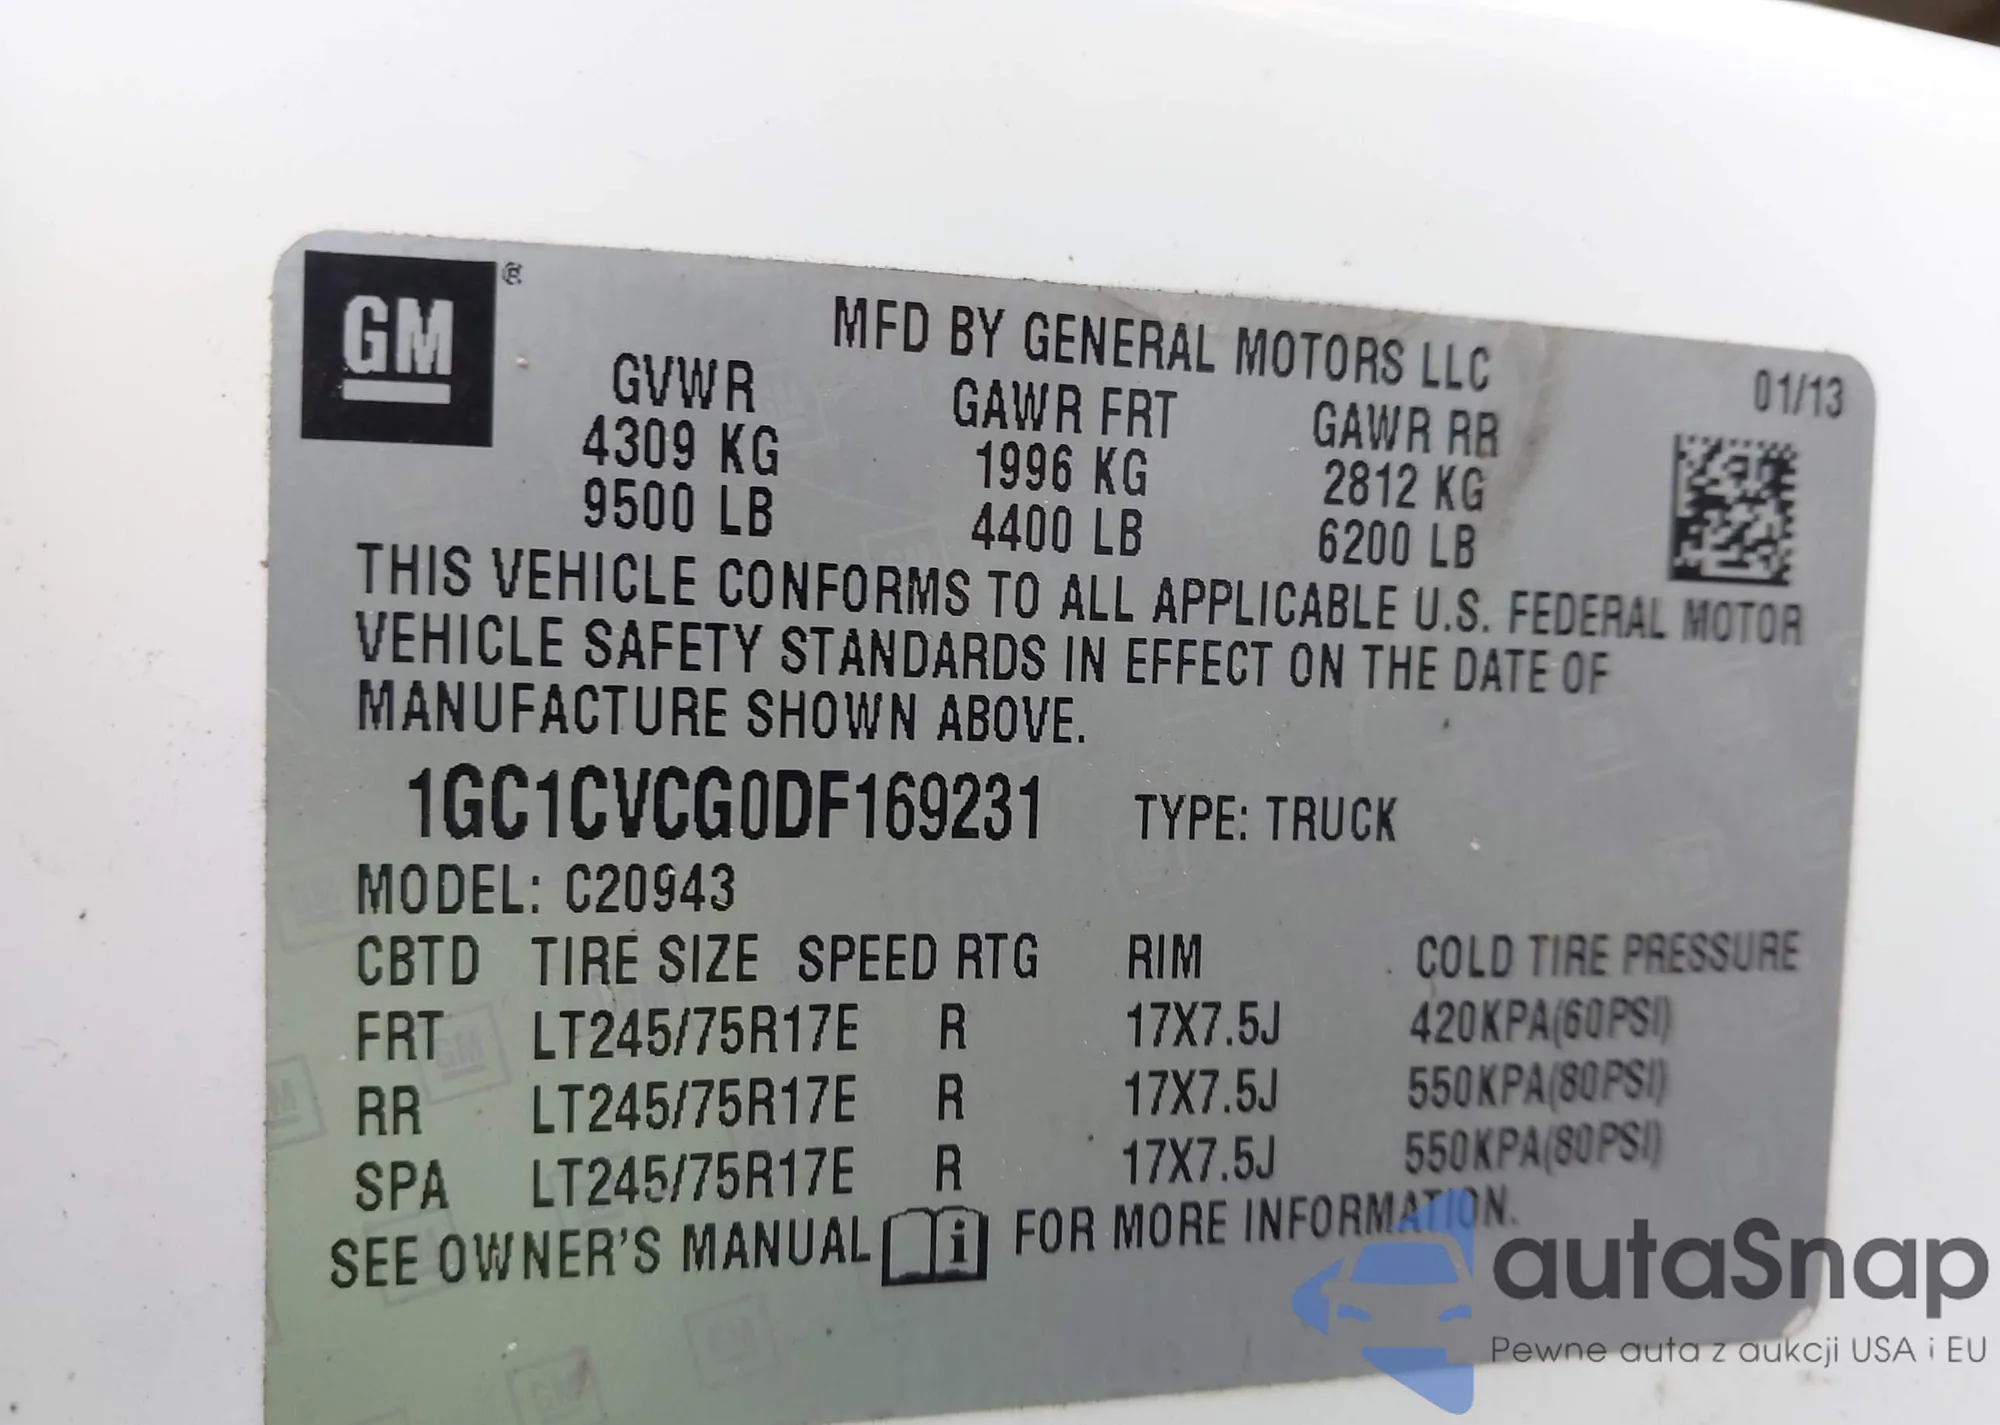 GM ®
MFD BY GENERAL MOTORS LLC
01/13
GVWR GAWR FRT GAWR RR
4309 KG 1996 KG 2812 KG
9500 LB 4400 LB 6200 LB
THIS VEHICLE CONFORMS TO ALL APPLICABLE U.S. FEDERAL MOTOR
VEHICLE SAFETY STANDARDS IN EFFECT ON THE DATE OF
MANUFACTURE SHOWN ABOVE.
1GC1CVCG0DF169231 TYPE: TRUCK
MODEL: C20943
CBTD TIRE SIZE SPEED RTG RIM COLD TIRE PRESSURE
FRT LT245/75R17E R 17X7.5J 420KPA(60PSI)
RR LT245/75R17E R 17X7.5J 550KPA(80PSI)
SPA LT245/75R17E R 17X7.5J 550KPA(80PSI)
SEE OWNER'S MANUAL i FOR MORE INFORMATION.
autaSnap
Pewne auta z aukcji USA i EU